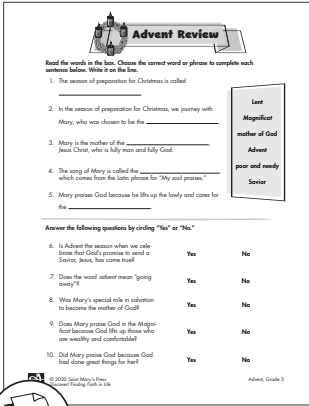 Advent Review
Read the words in the box. Choose the correct word or phrase to complete each
sentence below. Write it on the line.
1. The season of preparation for Christmas is called
.
2. In the season of preparation for Christmas, we journey with
Mary, who was chosen to be the .
3. Mary is the mother of the
Jesus Christ, who is fully man and fully God.
4. The song of Mary is called the
which comes from the Latin phrase for "My soul praises."
5. Mary praises God because he lifts up the lowly and cares for
the .
Lent
Magnificat
mother of God
Advent
poor and needy
Savior
Answer the following questions by circling "Yes" or "No."
6. Is Advent the season when we cele-
brate that God's promise to send a
Savior, Jesus, has come true?
Yes No
7. Does the word advent mean "going
away"?
Yes No
8. Was Mary's special role in salvation
to become the mother of God?
Yes No
9. Does Mary praise God in the Magni-
ficat because God lifts up those who
are wealthy and comfortable?
Yes No
10. Did Mary praise God because God
had done great things for her?
Yes No
© 2020 Saint Mary's Press
Discover! Finding Faith in Life
Advent, Grade 5